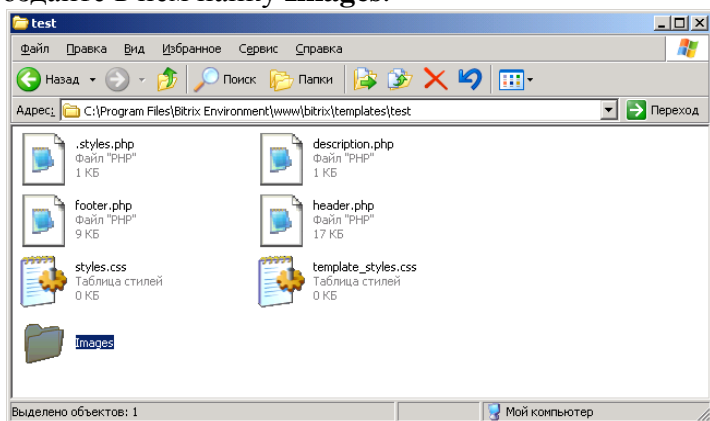 оздайте в нём папку Images.
test
Файл Правка Вид Избранное Сервис Справка
Назад Поиск Папки
Адрес: C:\Program Files\Bitrix Environment\www\bitrix\templates\test Переход
.styles.php
Файл "PHP"
1 КБ
description.php
Файл "PHP"
1 КБ
footer.php
Файл "PHP"
9 КБ
header.php
Файл "PHP"
17 КБ
styles.css
Таблица стилей
0 КБ
template_styles.css
Таблица стилей
0 КБ
Images
Выделено объектов: 1 Мой компьютер